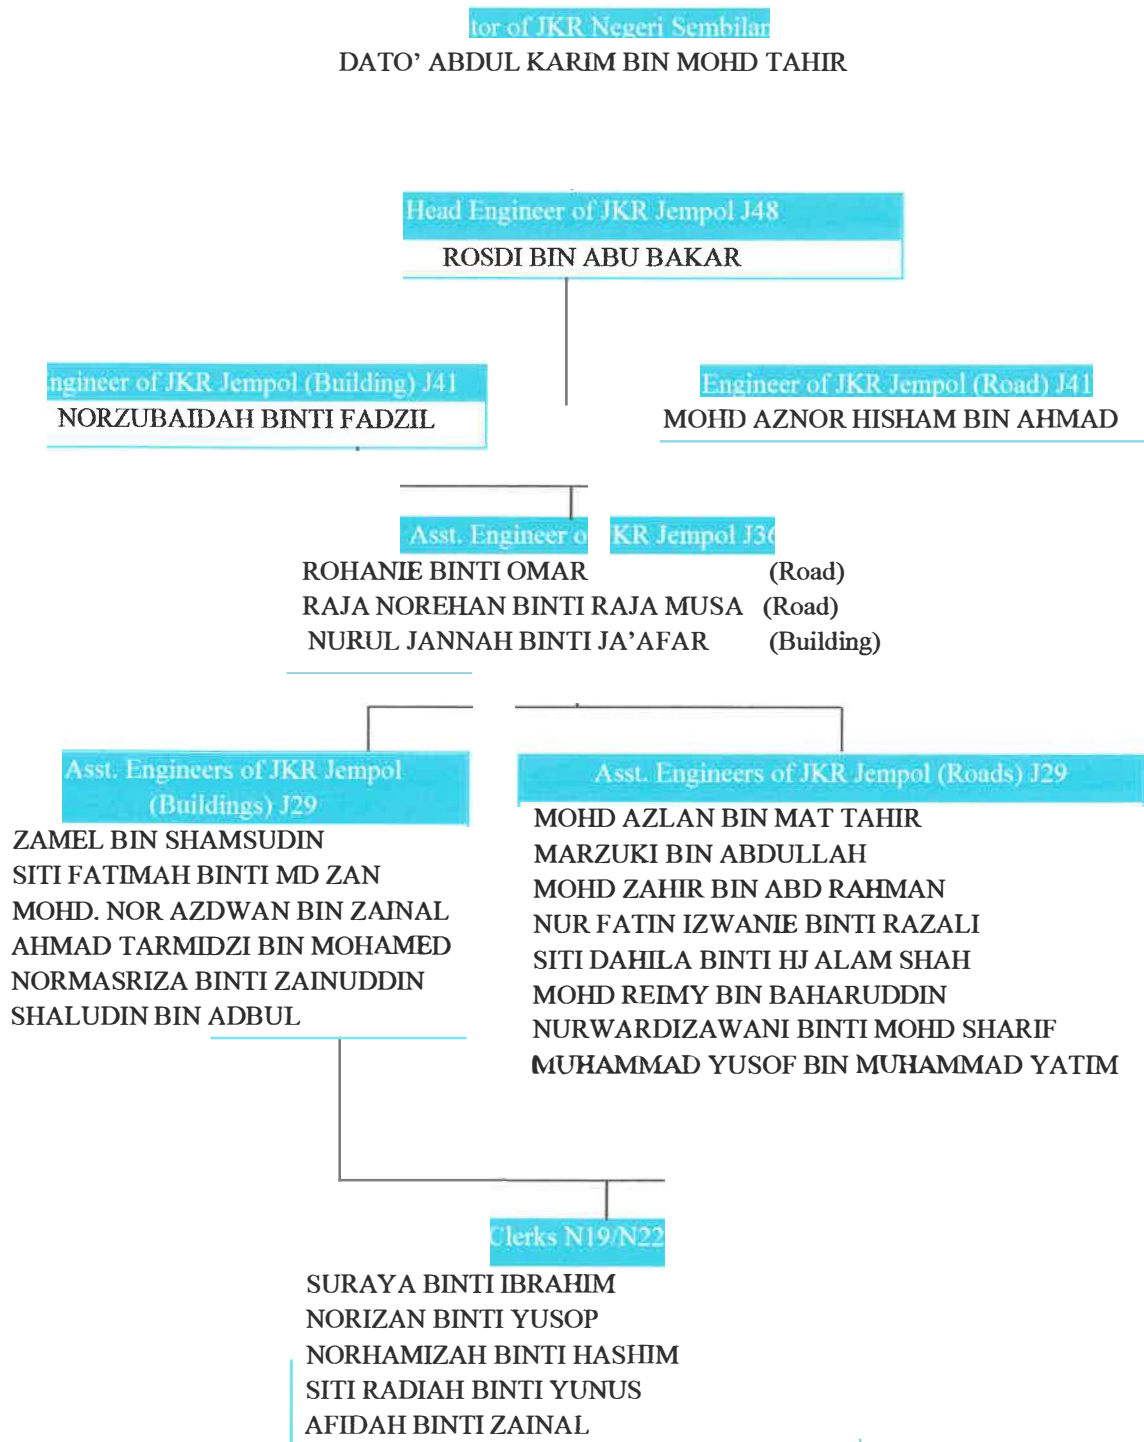 tor of JKR Negeri Sembilan
DATO’ ABDUL KARIM BIN MOHD TAHIR
Head Engineer of JKR Jempol J48
ROSDI BIN ABU BAKAR
ngineer of JKR Jempol (Building) J41
NORZUBAIDAH BINTI FADZIL
Engineer of JKR Jempol (Road) J41
MOHD AZNOR HISHAM BIN AHMAD
Asst. Engineer o KR Jempol J36
ROHANIE BINTI OMAR (Road)
RAJA NOREHAN BINTI RAJA MUSA (Road)
NURUL JANNAH BINTI JA’AFAR (Building)
Asst. Engineers of JKR Jempol
(Buildings) J29
ZAMEL BIN SHAMSUDIN
SITI FATIMAH BINTI MD ZAN
MOHD. NOR AZDWAN BIN ZAINAL
AHMAD TARMIDZI BIN MOHAMED
NORMASRIZA BINTI ZAINUDDIN
SHALUDIN BIN ADBUL
Asst. Engineers of JKR Jempol (Roads) J29
MOHD AZLAN BIN MAT TAHIR
MARZUKI BIN ABDULLAH
MOHD ZAHIR BIN ABD RAHMAN
NUR FATIN IZWANIE BINTI RAZALI
SITI DAHILA BINTI HJ ALAM SHAH
MOHD REIMY BIN BAHARUDDIN
NURWARDIZAWANI BINTI MOHD SHARIF
MUHAMMAD YUSOF BIN MUHAMMAD YATIM
Clerks N19/N22
SURAYA BINTI IBRAHIM
NORIZAN BINTI YUSOP
NORHAMIZAH BINTI HASHIM
SITI RADIAH BINTI YUNUS
AFIDAH BINTI ZAINAL